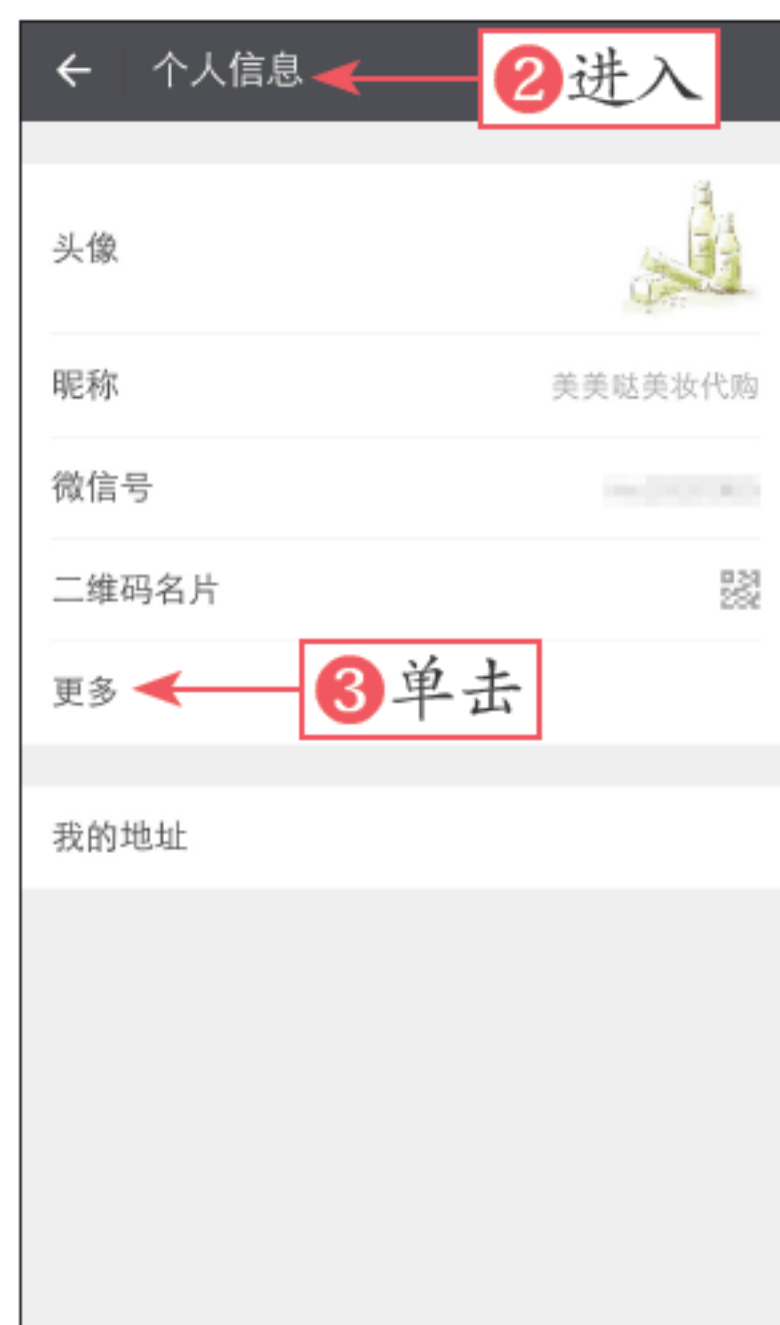 个人信息 ❷进入
头像
昵称 美美哒美妆代购
微信号
二维码名片
更多 ❸单击
我的地址